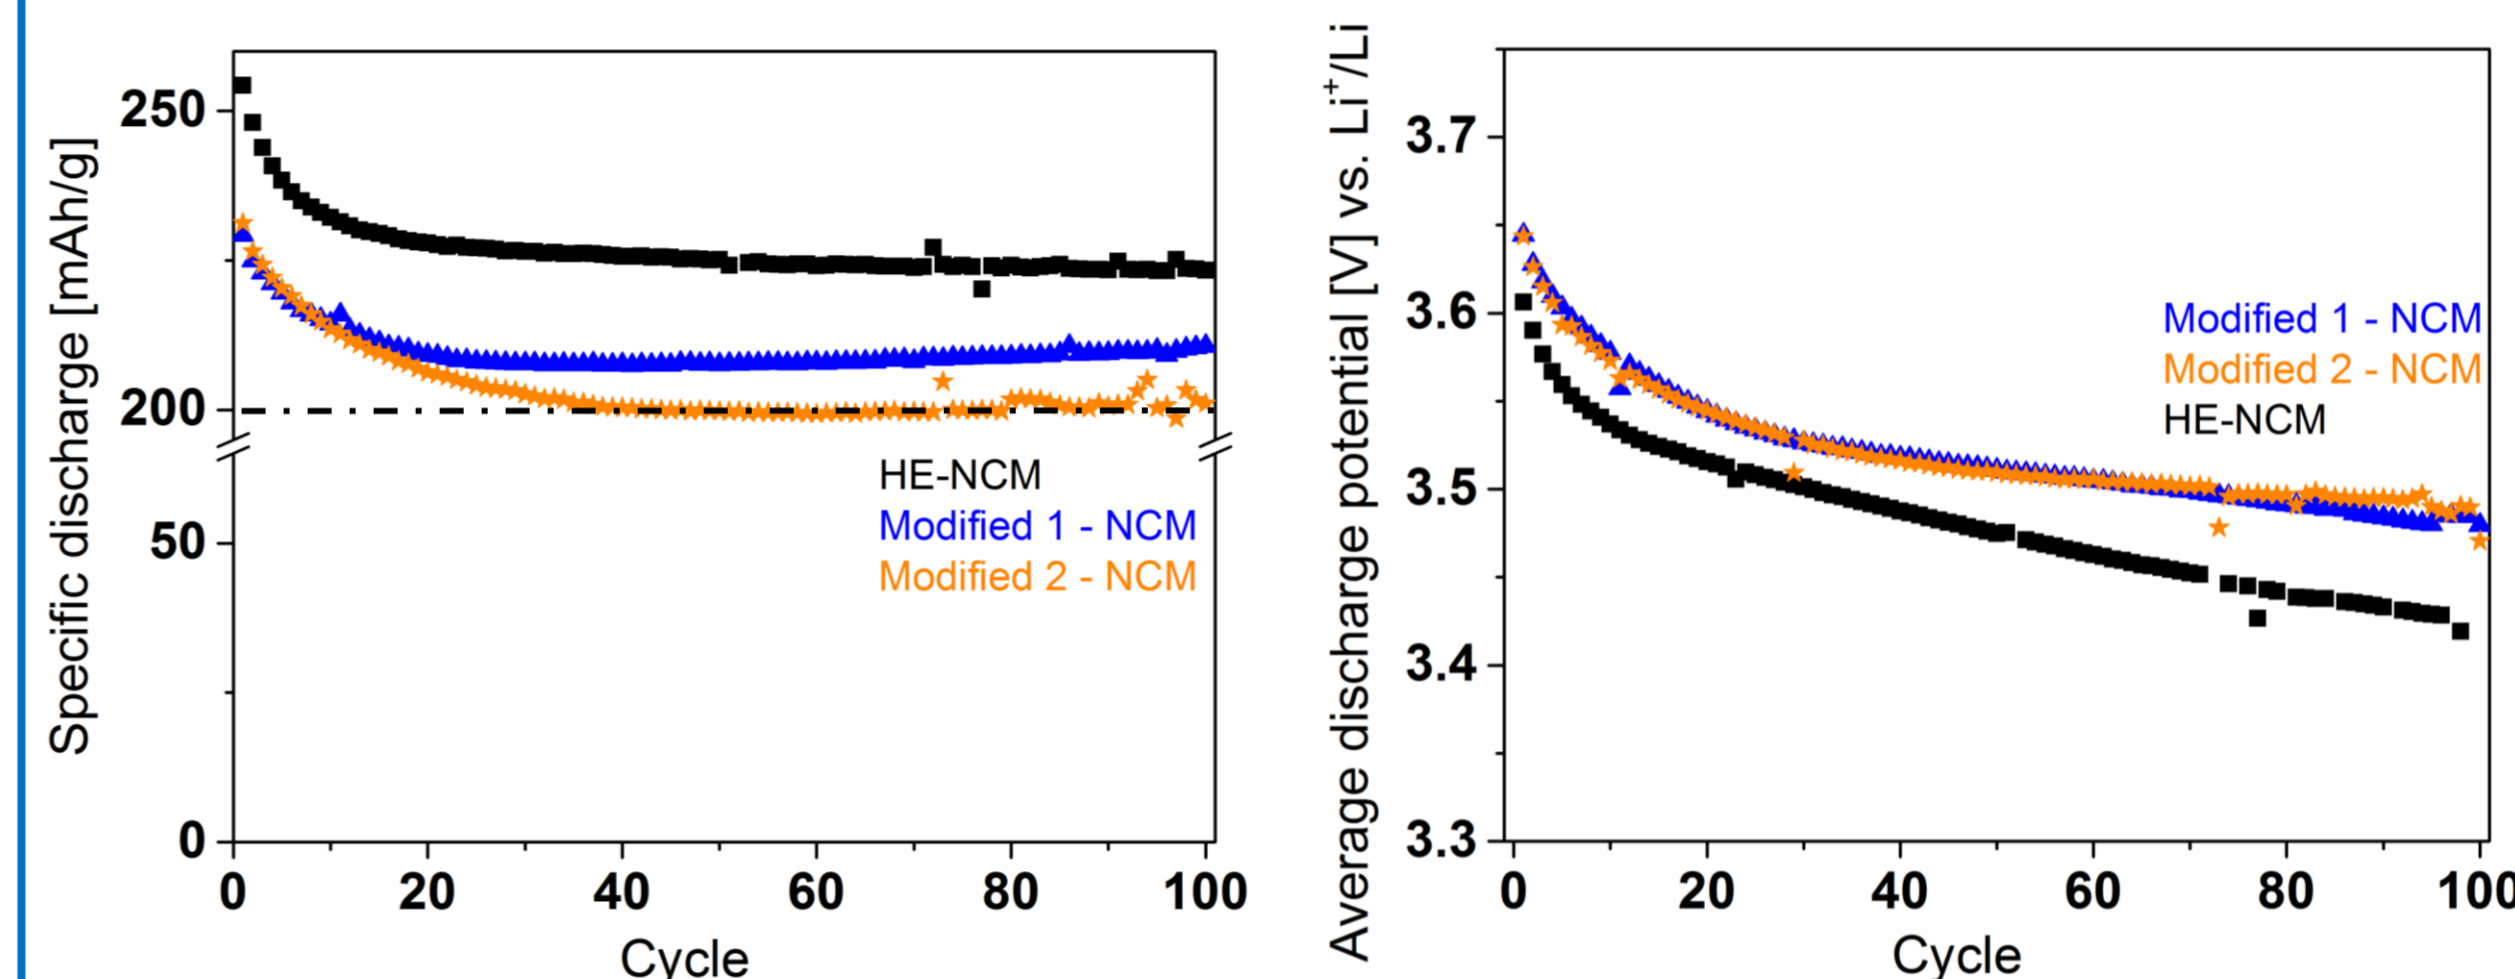 Specific discharge [mAh/g]
250
200
50
0
HE-NCM
Modified 1 - NCM
Modified 2 - NCM
0 20 40 60 80 100
Cycle
Average discharge potential [V] vs. Li⁺/Li
3.7
3.6
3.5
3.4
3.3
Modified 1 - NCM
Modified 2 - NCM
HE-NCM
0 20 40 60 80 100
Cycle